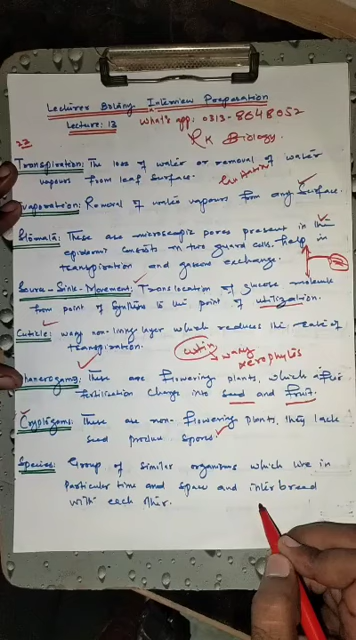 Lecturer Botany Interview Preparation
Lecture: 13 What's app. 0313-8648052
RK Biology.
Transpiration: The loss of water or removal of water
vapours from leaf surface.
Evaporation: Removal of water vapours from any surface.
Stomata: These are microscopic pores present in the
epidermi consists on two guard cells, help in
transpiration and gaseous exchange.
Source-Sink-Movement: Translocation of glucose molecule
from point of synthesis to the point of utilization.
Cuticle: waxy non-living layer which reduces the rate of
transpiration.
cutin → waxy
xerophytes
Phanerogams: These are flowering plants, which after
fertilization change into seed and fruit.
Cryptogams: These are non-flowering plants, they lack
seed produce spores.
Species: Group of similar organisms which live in
particular time and space and interbreed
with each other.